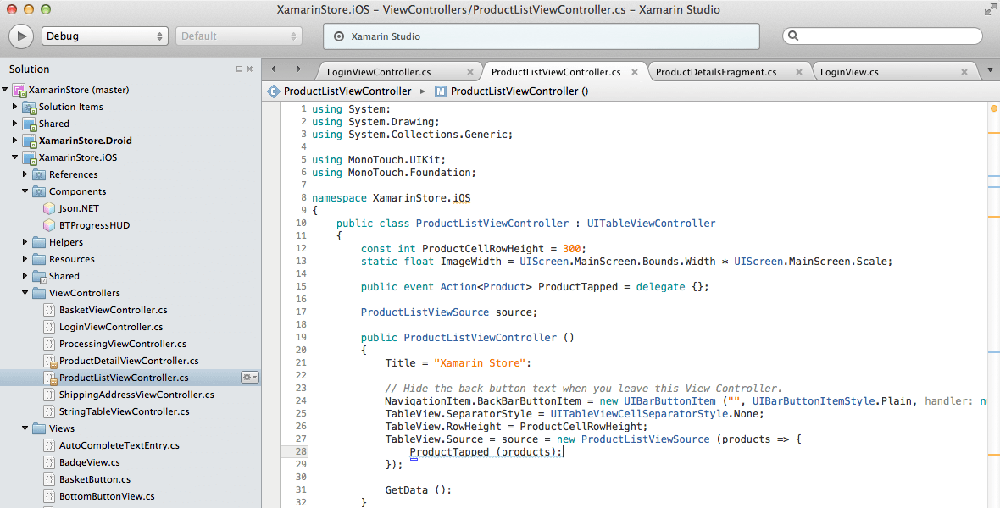 XamarinStore.iOS – ViewControllers/ProductListViewController.cs – Xamarin Studio
Debug
Default
Xamarin Studio
Solution
XamarinStore (master)
Solution Items
Shared
XamarinStore.Droid
XamarinStore.iOS
References
Components
Json.NET
BTProgressHUD
Helpers
Resources
Shared
ViewControllers
BasketViewController.cs
LoginViewController.cs
ProcessingViewController.cs
ProductDetailViewController.cs
ProductListViewController.cs
ShippingAddressViewController.cs
StringTableViewController.cs
Views
AutoCompleteTextEntry.cs
BadgeView.cs
BasketButton.cs
BottomButtonView.cs
LoginViewController.cs
ProductListViewController.cs
ProductDetailsFragment.cs
LoginView.cs
ProductListViewController
M ProductListViewController ()
1 using System;
2 using System.Drawing;
3 using System.Collections.Generic;
4
5 using MonoTouch.UIKit;
6 using MonoTouch.Foundation;
7
8 namespace XamarinStore.iOS
9 {
10 public class ProductListViewController : UITableViewController
11 {
12 const int ProductCellRowHeight = 300;
13 static float ImageWidth = UIScreen.MainScreen.Bounds.Width * UIScreen.MainScreen.Scale;
14
15 public event Action<Product> ProductTapped = delegate {};
16
17 ProductListViewSource source;
18
19 public ProductListViewController ()
20 {
21 Title = "Xamarin Store";
22
23 // Hide the back button text when you leave this View Controller.
24 NavigationItem.BackBarButtonItem = new UIBarButtonItem ("", UIBarButtonItemStyle.Plain, handler: n
25 TableView.SeparatorStyle = UITableViewCellSeparatorStyle.None;
26 TableView.RowHeight = ProductCellRowHeight;
27 TableView.Source = source = new ProductListViewSource (products => {
28 ProductTapped (products);
29 });
30
31 GetData ();
32 }